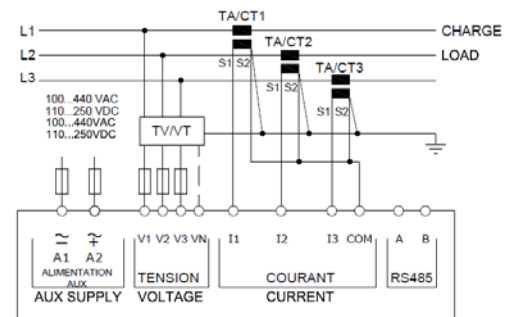 TA/CT1
L1
CHARGE
TA/CT2
L2
LOAD
S1 S2
TA/CT3
L3
S1 S2
S1 S2
100...440 VAC
110...250 VDC
100...440VAC
110...250VDC
TV/VT
A1 A2
V1 V2 V3 VN
I1 I2 I3 COM
A B
ALIMENTATION
AUX
AUX SUPPLY
TENSION
VOLTAGE
COURANT
CURRENT
RS485